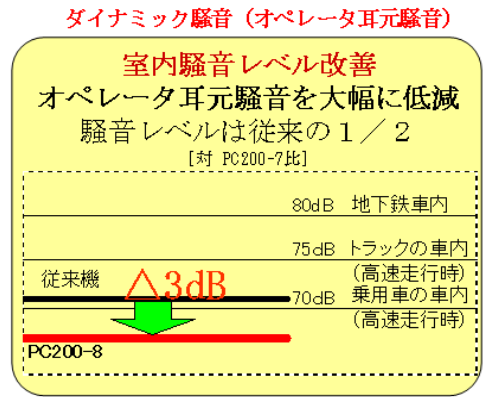 ダイナミック騒音(オペレータ耳元騒音)
室内騒音レベル改善
オペレータ耳元騒音を大幅に低減
騒音レベルは従来の1/2
[対 PC200-7比]
80dB 地下鉄車内
75dB トラックの車内
(高速走行時)
従来機 △3dB
70dB 乗用車の車内
(高速走行時)
PC200-8